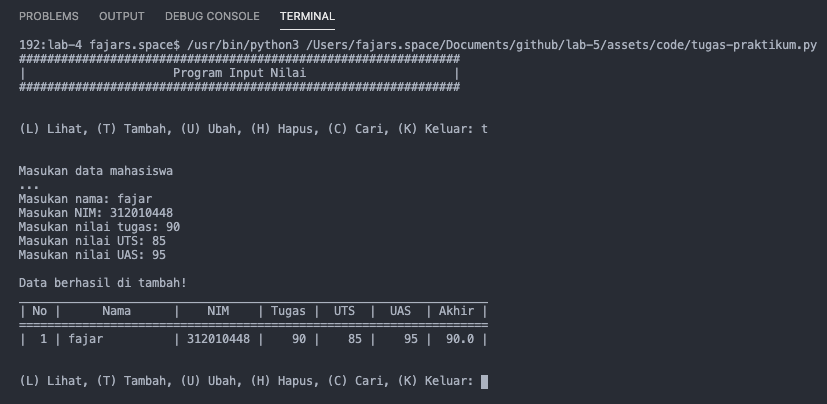 PROBLEMS OUTPUT DEBUG CONSOLE TERMINAL
192:lab-4 fajars.space$ /usr/bin/python3 /Users/fajars.space/Documents/github/lab-5/assets/code/tugas-praktikum.py
###############################################################
|                     Program Input Nilai                     |
###############################################################
(L) Lihat, (T) Tambah, (U) Ubah, (H) Hapus, (C) Cari, (K) Keluar: t
Masukan data mahasiswa
...
Masukan nama: fajar
Masukan NIM: 312010448
Masukan nilai tugas: 90
Masukan nilai UTS: 85
Masukan nilai UAS: 95
Data berhasil di tambah!
___________________________________________________________________
| No |      Nama      |    NIM    | Tugas |  UTS  |  UAS  | Akhir |
===================================================================
|  1 | fajar          | 312010448 |    90 |    85 |    95 |  90.0 |
(L) Lihat, (T) Tambah, (U) Ubah, (H) Hapus, (C) Cari, (K) Keluar: